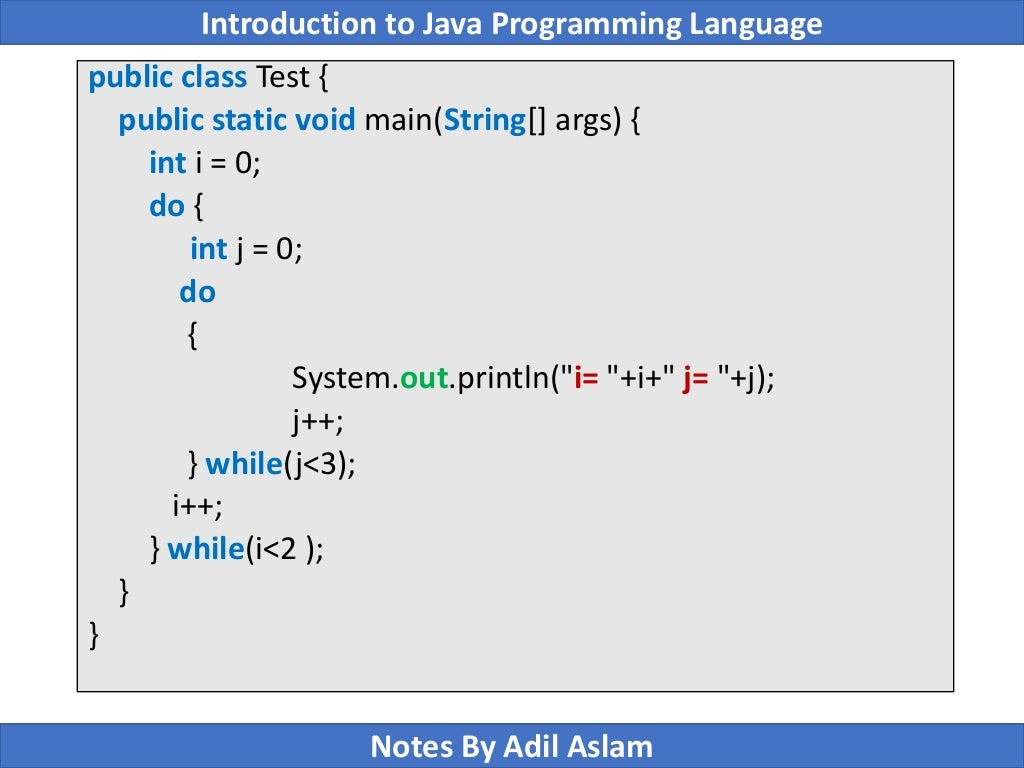 Introduction to Java Programming Language
public class Test {
public static void main(String[] args) {
int i = 0;
do {
int j = 0;
do
{
System.out.println("i= "+i+" j= "+j);
j++;
} while(j<3);
i++;
} while(i<2 );
}
}
Notes By Adil Aslam